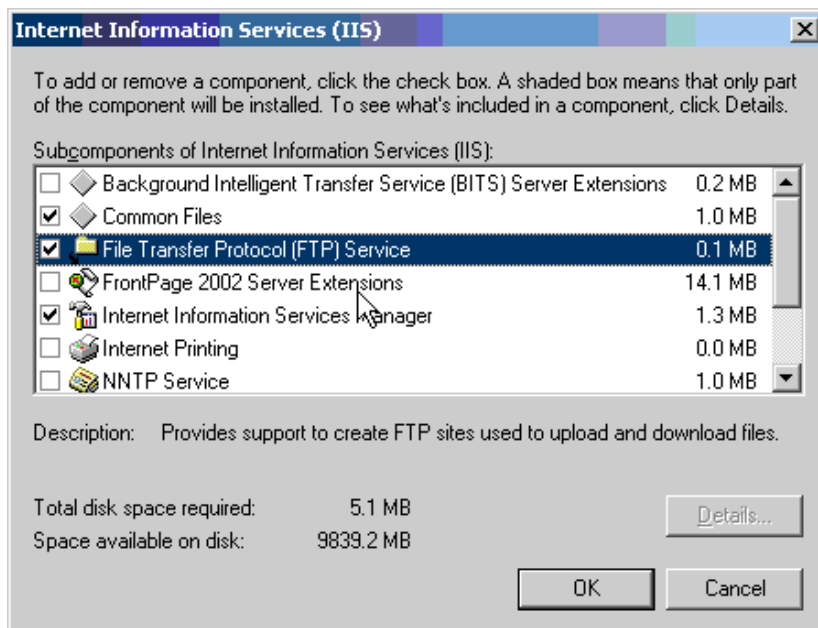 Internet Information Services (IIS)
To add or remove a component, click the check box. A shaded box means that only part
of the component will be installed. To see what's included in a component, click Details.
Subcomponents of Internet Information Services (IIS):
Background Intelligent Transfer Service (BITS) Server Extensions 0.2 MB
Common Files 1.0 MB
File Transfer Protocol (FTP) Service 0.1 MB
FrontPage 2002 Server Extensions 14.1 MB
Internet Information Services Manager 1.3 MB
Internet Printing 0.0 MB
NNTP Service 1.0 MB
Description: Provides support to create FTP sites used to upload and download files.
Total disk space required: 5.1 MB
Space available on disk: 9839.2 MB
Details...
OK Cancel